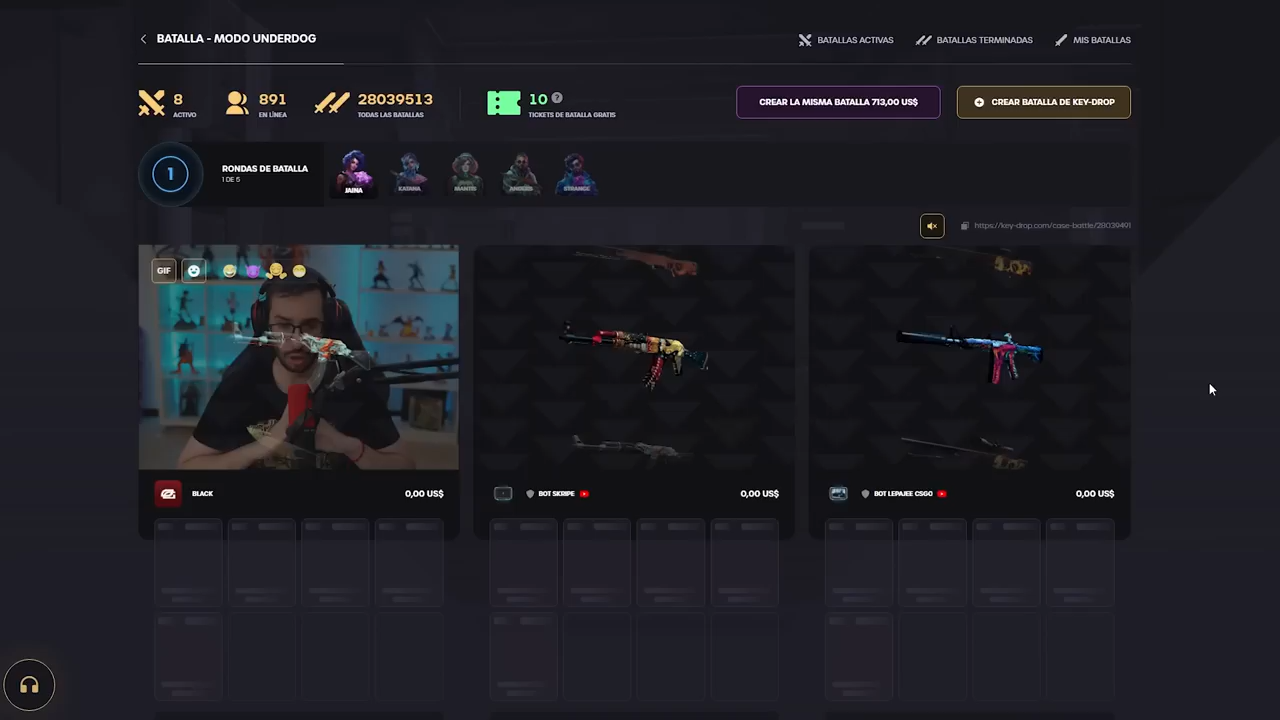 BATALLA - MODO UNDERDOG
BATALLAS ACTIVAS
BATALLAS TERMINADAS
MIS BATALLAS
8
ACTIVO
891
EN LÍNEA
28039513
TODAS LAS BATALLAS
10
TICKETS DE BATALLA GRATIS
CREAR LA MISMA BATALLA 713,00 US$
CREAR BATALLA DE KEY-DROP
1
RONDAS DE BATALLA
1 DE 5
JAINA
KATANA
MANTIS
ANUBIS
STRANGE
https://key-drop.com/case-battle/28039491
GIF
BLACK
0,00 US$
BOT SKRIPE
0,00 US$
BOT LEPAJEE CSGO
0,00 US$